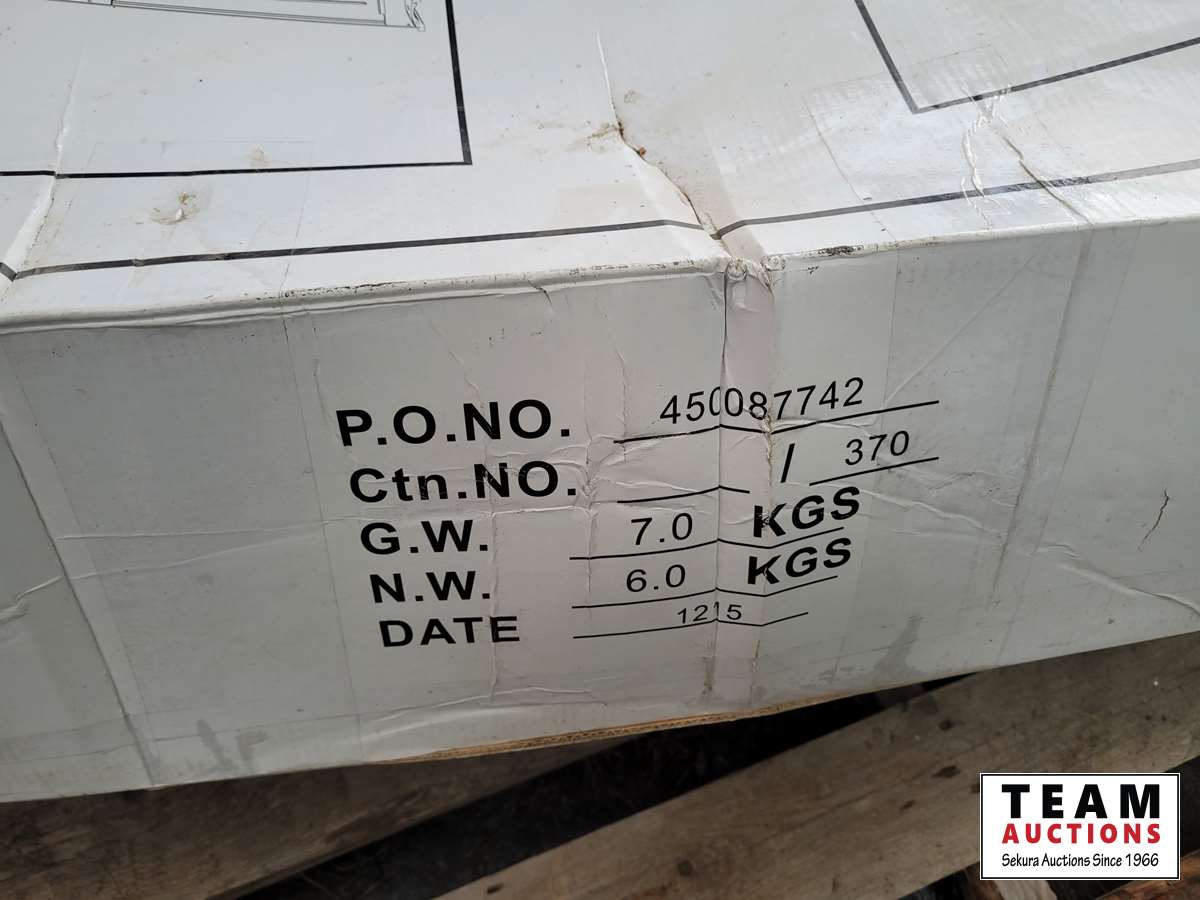 P.O.NO. 450087742
Ctn.NO. / 370
G.W. 7.0 KGS
N.W. 6.0 KGS
DATE 1215
TEAM
AUCTIONS
Sekura Auctions Since 1966